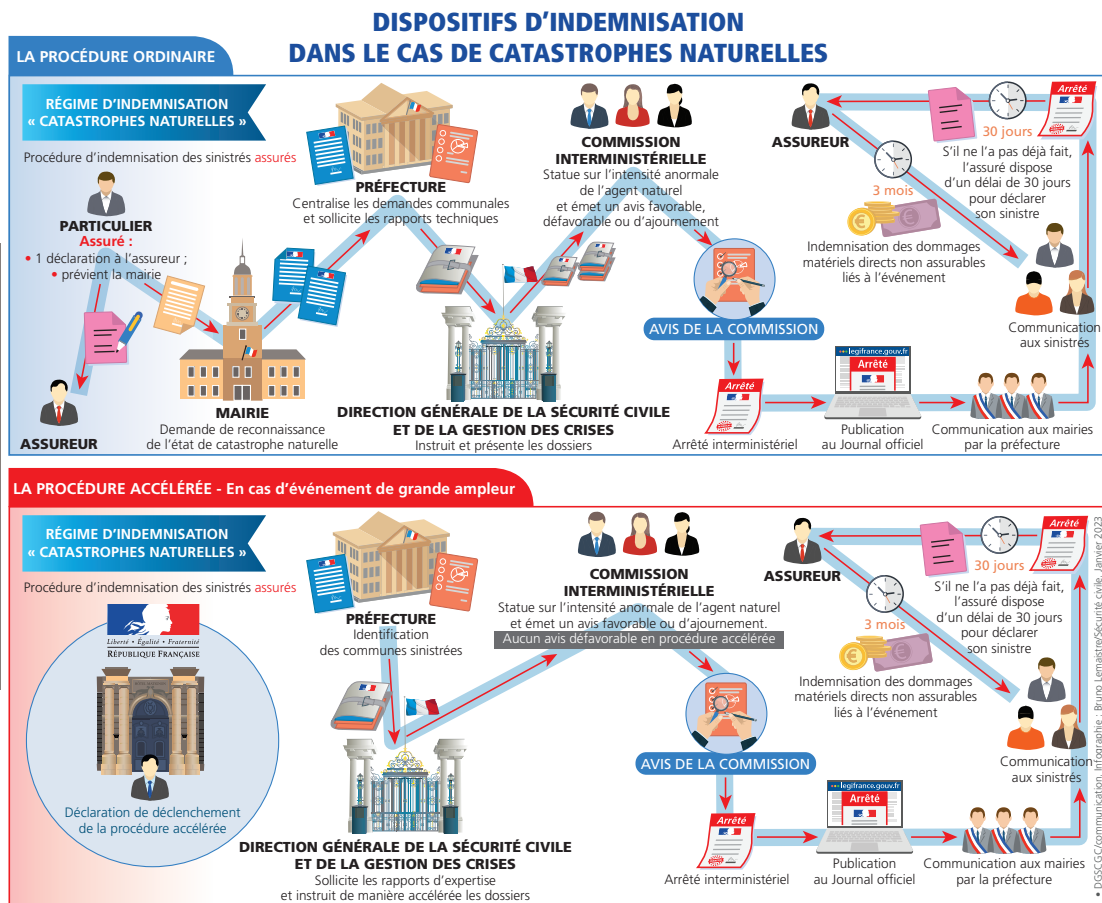 DISPOSITIFS D'INDEMNISATION
DANS LE CAS DE CATASTROPHES NATURELLES
LA PROCÉDURE ORDINAIRE
RÉGIME D'INDEMNISATION
« CATASTROPHES NATURELLES »
Procédure d'indemnisation des sinistrés assurés
PARTICULIER
Assuré :
• 1 déclaration à l'assureur ;
• prévient la mairie
ASSUREUR
MAIRIE
Demande de reconnaissance
de l'état de catastrophe naturelle
PRÉFECTURE
Centralise les demandes communales
et sollicite les rapports techniques
DIRECTION GÉNÉRALE DE LA SÉCURITÉ CIVILE
ET DE LA GESTION DES CRISES
Instruit et présente les dossiers
COMMISSION
INTERMINISTÉRIELLE
Statue sur l'intensité anormale
de l'agent naturel
et émet un avis favorable,
défavorable ou d'ajournement
AVIS DE LA COMMISSION
Arrêté
Arrêté interministériel
legifrance.gouv.fr
Arrêté
Publication
au Journal officiel
Communication aux mairies
par la préfecture
Communication
aux sinistrés
Arrêté
30 jours
S'il ne l'a pas déjà fait,
l'assuré dispose
d'un délai de 30 jours
pour déclarer
son sinistre
ASSUREUR
3 mois
Indemnisation des dommages
matériels directs non assurables
liés à l'événement
LA PROCÉDURE ACCÉLÉRÉE - En cas d'événement de grande ampleur
RÉGIME D'INDEMNISATION
« CATASTROPHES NATURELLES »
Procédure d'indemnisation des sinistrés assurés
Liberté • Égalité • Fraternité
RÉPUBLIQUE FRANÇAISE
Déclaration de déclenchement
de la procédure accélérée
PRÉFECTURE
Identification
des communes sinistrées
DIRECTION GÉNÉRALE DE LA SÉCURITÉ CIVILE
ET DE LA GESTION DES CRISES
Sollicite les rapports d'expertise
et instruit de manière accélérée les dossiers
COMMISSION
INTERMINISTÉRIELLE
Statue sur l'intensité anormale de l'agent naturel
et émet un avis favorable ou d'ajournement.
Aucun avis défavorable en procédure accélérée
AVIS DE LA COMMISSION
Arrêté
Arrêté interministériel
legifrance.gouv.fr
Arrêté
Publication
au Journal officiel
Communication aux mairies
par la préfecture
Communication
aux sinistrés
Arrêté
30 jours
S'il ne l'a pas déjà fait,
l'assuré dispose
d'un délai de 30 jours
pour déclarer
son sinistre
ASSUREUR
3 mois
Indemnisation des dommages
matériels directs non assurables
liés à l'événement
• DGSCGC/communication. Infographie : Bruno Lemaistre/Sécurité civile. Janvier 2023